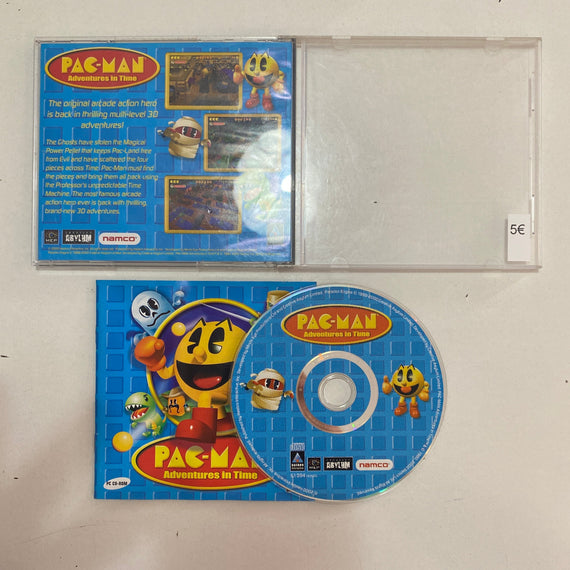 PAC-MAN
Adventures in Time
The original arcade action hero
is back in thrilling multi-level 3D
adventures!
The Ghosts have stolen the Magical
Power Pellet that keeps Pac-Land free
from Evil and have scattered the four
pieces across Time. Pac-Man must find
the pieces and bring them all back using
the Professor's unpredictable Time
Machine. The most famous arcade
action hero ever is back with thrilling,
brand-new 3D adventures.
ASYLUM
namco
5€
PAC-MAN
Adventures in Time
PC CD-ROM
PAC-MAN
Adventures in Time
ASYLUM
namco